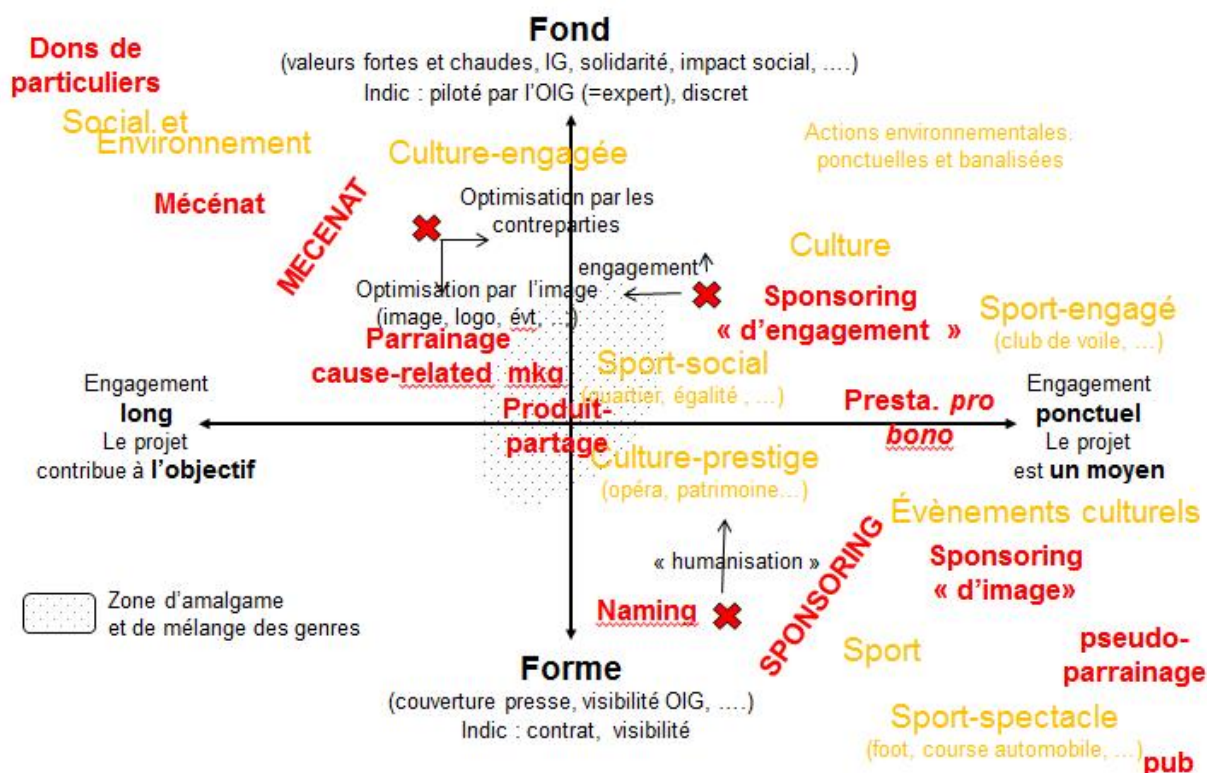 Fond
(valeurs fortes et chaudes, IG, solidarité, impact social, ….)
Indic : piloté par l'OIG (=expert), discret
Dons de
particuliers
Social et
Environnement
Culture-engagée
Actions environnementales.
ponctuelles et banalisées
Mécénat
MECENAT
Optimisation par les
contreparties
Culture
engagement
Optimisation par l'image
(image, logo, évt, …)
Sponsoring
« d'engagement »
Sport-engagé
(club de voile, …)
Parrainage
cause-related mkg
Sport-social
(quartier, égalité , …)
Produit-
partage
Presta. pro
bono
Engagement
long
Le projet
contribue à l'objectif
Engagement
ponctuel
Le projet
est un moyen
Culture-prestige
(opéra, patrimoine…)
Évènements culturels
« humanisation »
SPONSORING
Sponsoring
« d'image»
Naming
Zone d'amalgame
et de mélange des genres
Sport
pseudo-
parrainage
Forme
(couverture presse, visibilité OIG, ….)
Indic : contrat, visibilité
Sport-spectacle
(foot, course automobile, …)
pub